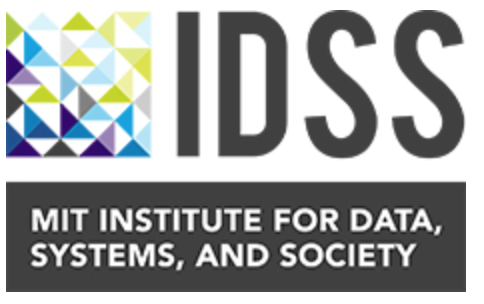 IDSS
MIT INSTITUTE FOR DATA,
SYSTEMS, AND SOCIETY